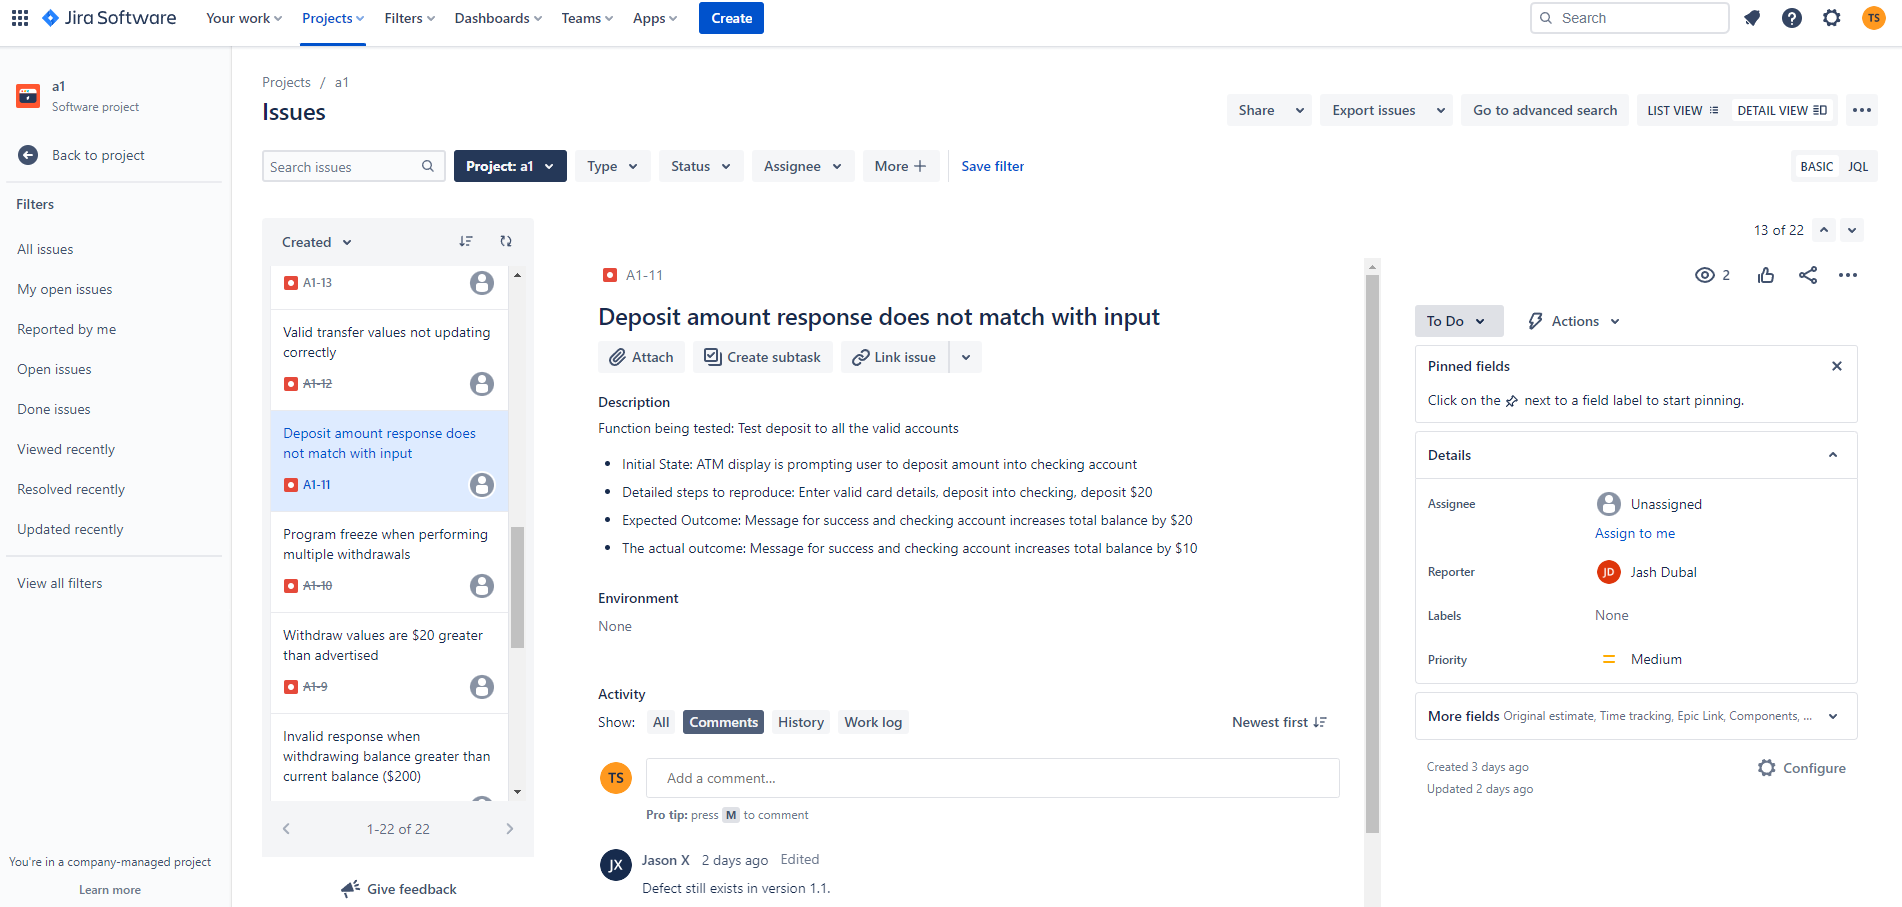 Jira Software
Your work
Projects
Filters
Dashboards
Teams
Apps
Create
Search
TS
a1
Software project
Back to project
Filters
All issues
My open issues
Reported by me
Open issues
Done issues
Viewed recently
Resolved recently
Updated recently
View all filters
You're in a company-managed project
Learn more
Projects / a1
Issues
Share
Export issues
Go to advanced search
LIST VIEW
DETAIL VIEW
Search issues
Project: a1
Type
Status
Assignee
More
Save filter
BASIC
JQL
Created
A1-13
Valid transfer values not updating
correctly
A1-12
Deposit amount response does
not match with input
A1-11
Program freeze when performing
multiple withdrawals
A1-10
Withdraw values are $20 greater
than advertised
A1-9
Invalid response when
withdrawing balance greater than
current balance ($200)
1-22 of 22
Give feedback
13 of 22
A1-11
Deposit amount response does not match with input
Attach
Create subtask
Link issue
Description
Function being tested: Test deposit to all the valid accounts
• Initial State: ATM display is prompting user to deposit amount into checking account
• Detailed steps to reproduce: Enter valid card details, deposit into checking, deposit $20
• Expected Outcome: Message for success and checking account increases total balance by $20
• The actual outcome: Message for success and checking account increases total balance by $10
Environment
None
Activity
Show:
All
Comments
History
Work log
Newest first
TS
Add a comment...
Pro tip: press M to comment
JX
Jason X 2 days ago Edited
Defect still exists in version 1.1.
2
To Do
Actions
Pinned fields
Click on the next to a field label to start pinning.
Details
Assignee
Unassigned
Assign to me
Reporter
JD
Jash Dubal
Labels
None
Priority
Medium
More fields Original estimate, Time tracking, Epic Link, Components, ...
Created 3 days ago
Updated 2 days ago
Configure